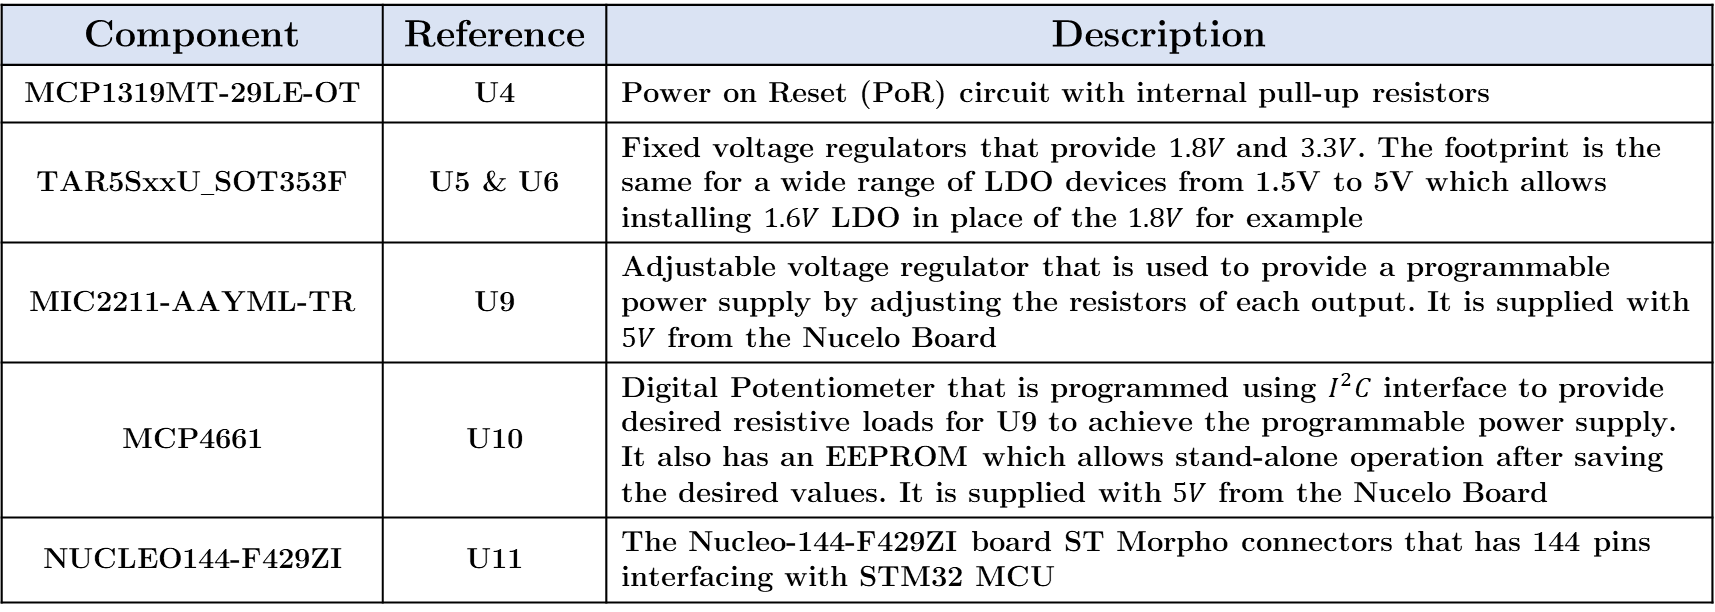 Component Reference Description
MCP1319MT-29LE-OT U4 Power on Reset (PoR) circuit with internal pull-up resistors
TAR5SxxU_SOT353F U5 & U6 Fixed voltage regulators that provide 1.8V and 3.3V. The footprint is the
same for a wide range of LDO devices from 1.5V to 5V which allows
installing 1.6V LDO in place of the 1.8V for example
MIC2211-AAYML-TR U9 Adjustable voltage regulator that is used to provide a programmable
power supply by adjusting the resistors of each output. It is supplied with
5V from the Nucelo Board
MCP4661 U10 Digital Potentiometer that is programmed using I²C interface to provide
desired resistive loads for U9 to achieve the programmable power supply.
It also has an EEPROM which allows stand-alone operation after saving
the desired values. It is supplied with 5V from the Nucelo Board
NUCLEO144-F429ZI U11 The Nucleo-144-F429ZI board ST Morpho connectors that has 144 pins
interfacing with STM32 MCU